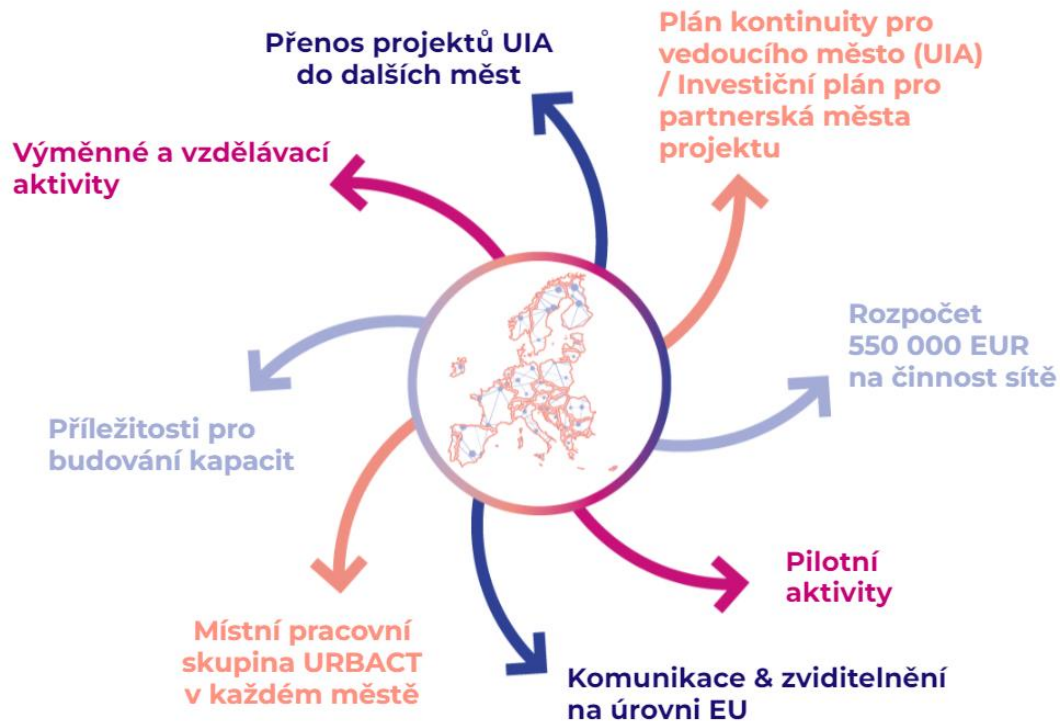 Přenos projektů UIA
do dalších měst
Plán kontinuity pro
vedoucího město (UIA)
/ Investiční plán pro
partnerská města
projektu
Výměnné a vzdělávací
aktivity
Rozpočet
550 000 EUR
na činnost sítě
Příležitosti pro
budování kapacit
Pilotní
aktivity
Místní pracovní
skupina URBACT
v každém městě
Komunikace & zviditelnění
na úrovni EU